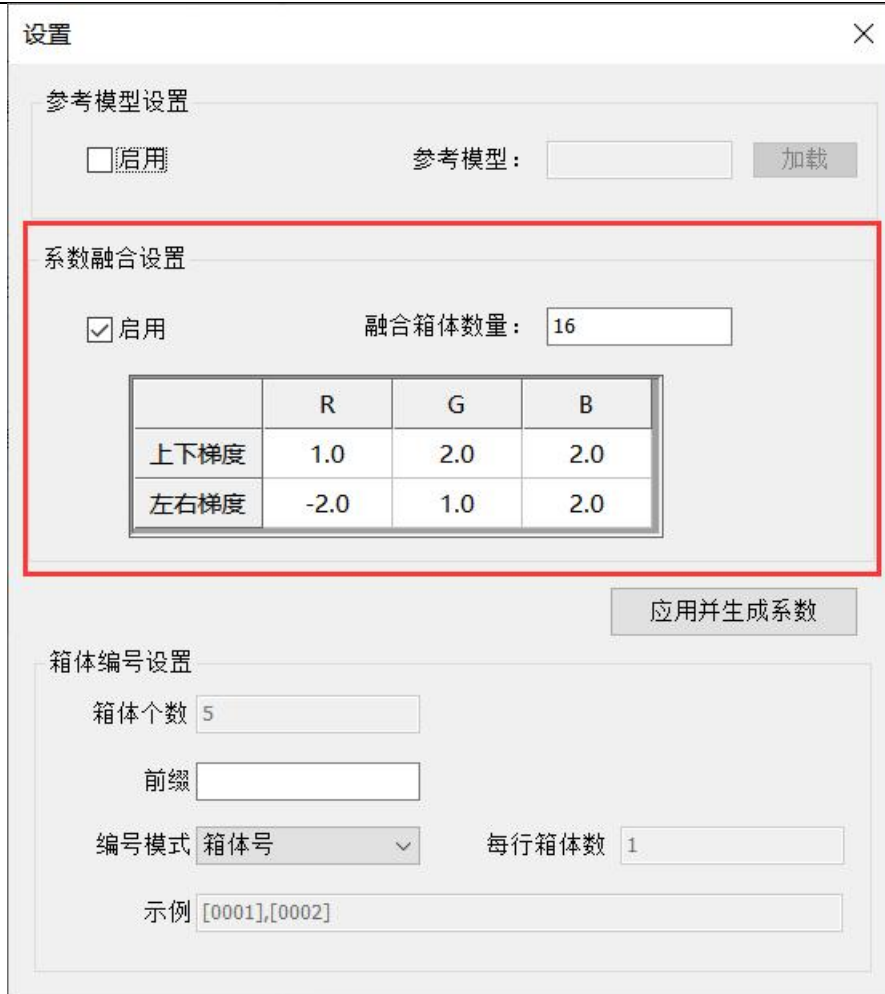 设置
参考模型设置
启用 参考模型： 加载
系数融合设置
启用 融合箱体数量： 16
R G B
上下梯度 1.0 2.0 2.0
左右梯度 -2.0 1.0 2.0
应用并生成系数
箱体编号设置
箱体个数 5
前缀
编号模式 箱体号 每行箱体数 1
示例 [0001],[0002]